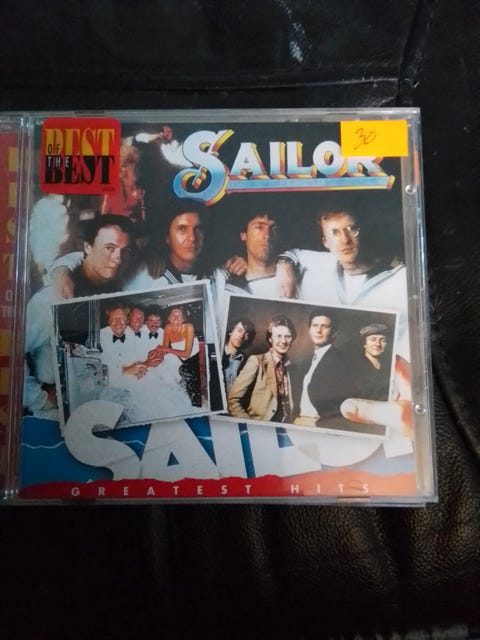 BEST
OF THE
BEST
SAILOR
30
SAILOR
GREATEST HITS